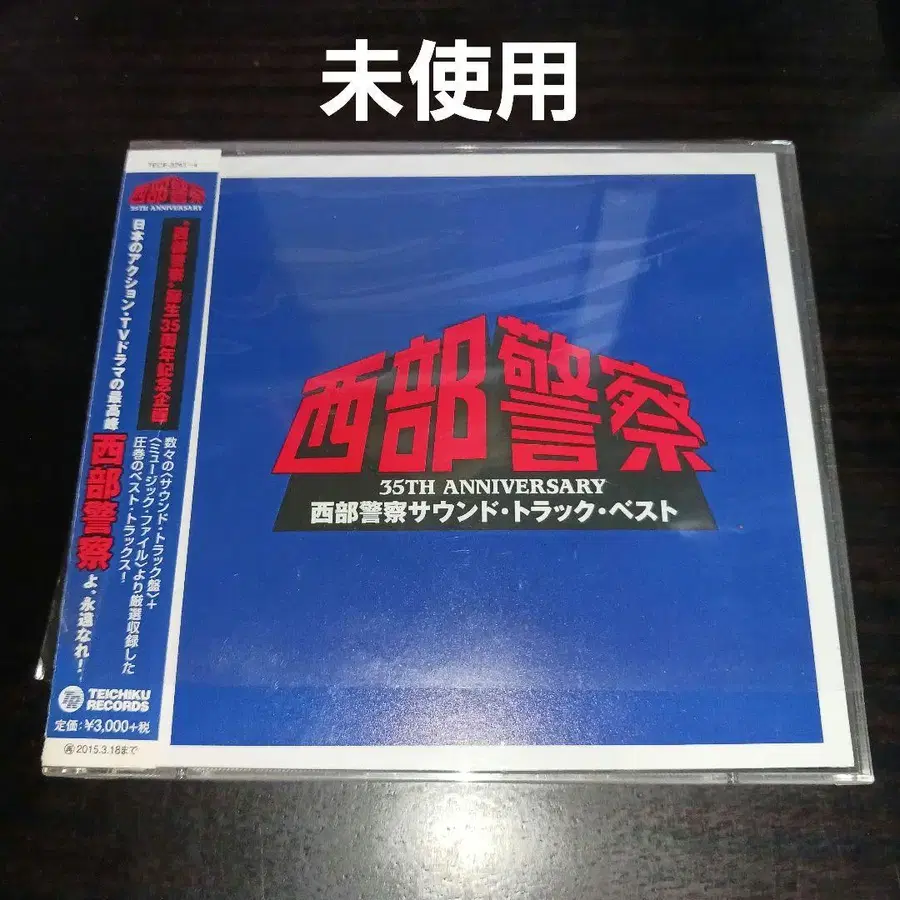 未使用
西部警察
35TH ANNIVERSARY
"西部警察"誕生35周年記念企画
日本のアクション・TVドラマの最高峰
西部警察
よ、永遠なれ!
数々の〈サウンド・トラック盤〉+
〈ミュージック・ファイル〉より厳選収録した
圧巻のベスト・トラックス!
TEICHIKU
RECORDS
定価:¥3,000+税
2015.3.18まで
西部警察
35TH ANNIVERSARY
西部警察サウンド・トラック・ベスト